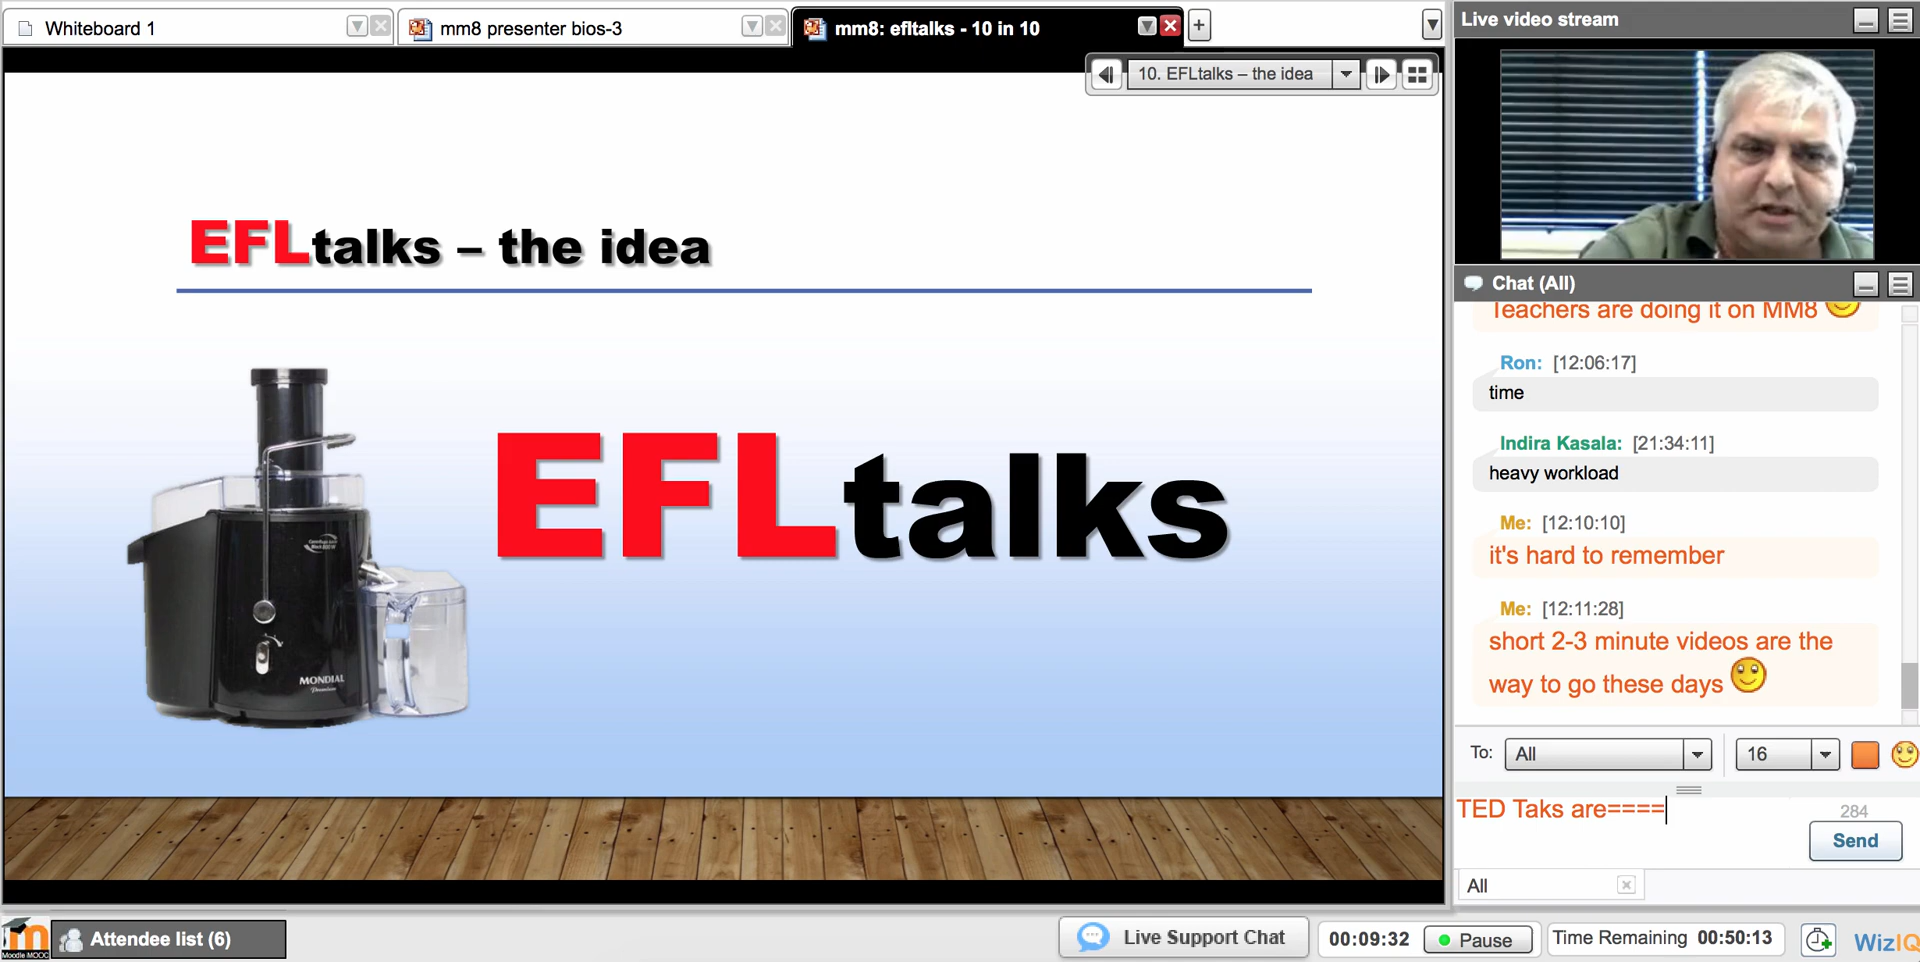 Whiteboard 1
mm8 presenter bios-3
mm8: efltalks - 10 in 10
10. EFLtalks – the idea
EFLtalks – the idea
EFLtalks
MONDIAL
Premium
Live video stream
Chat (All)
Teachers are doing it on MM8
Ron: [12:06:17]
time
Indira Kasala: [21:34:11]
heavy workload
Me: [12:10:10]
it's hard to remember
Me: [12:11:28]
short 2-3 minute videos are the
way to go these days
To: All 16
TED Taks are====
284
Send
All
m
Moodle MOOC
Attendee list (6)
Live Support Chat
00:09:32
Pause
Time Remaining 00:50:13
WizIQ